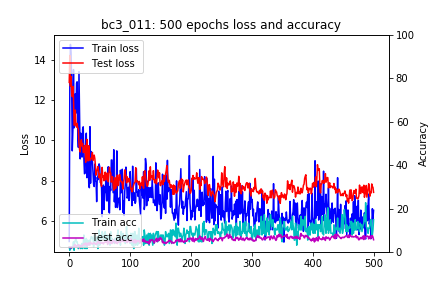 bc3_011: 500 epochs loss and accuracy
Train loss
Test loss
Train acc
Test acc
Loss
14
12
10
8
6
Accuracy
100
80
60
40
20
0
0
100
200
300
400
500